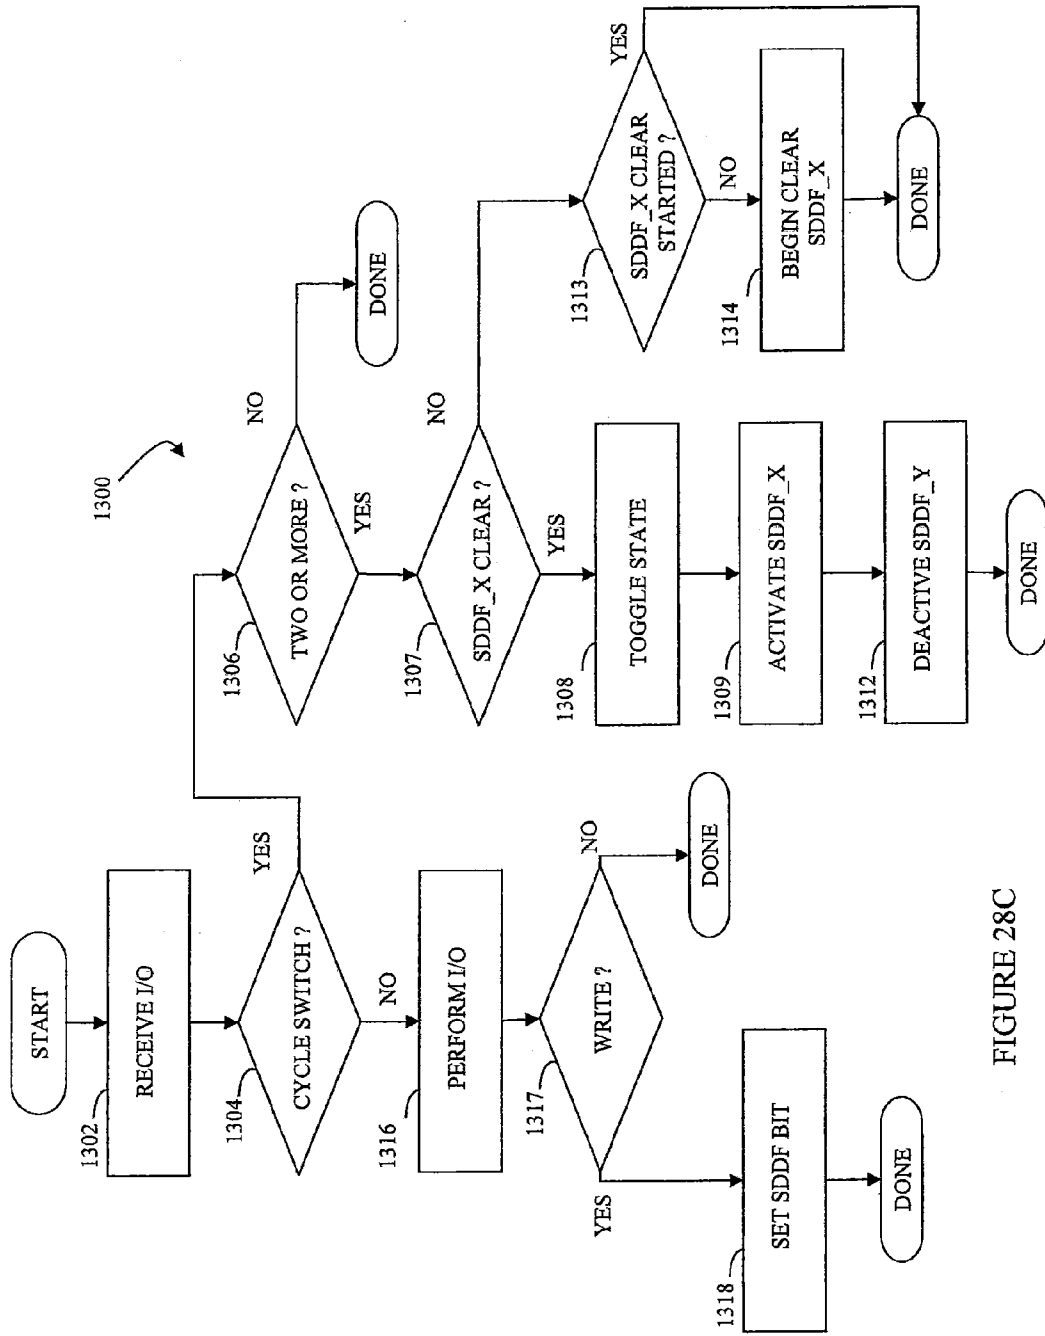 1300
START
1302
RECEIVE I/O
1304
CYCLE SWITCH ?
YES
NO
1316
PERFORM I/O
1317
WRITE ?
NO
DONE
YES
1318
SET SDDF BIT
DONE
1306
TWO OR MORE ?
NO
DONE
YES
1307
SDDF_X CLEAR ?
NO
YES
1308
TOGGLE STATE
1309
ACTIVATE SDDF_X
1312
DEACTIVE SDDF_Y
DONE
1313
SDDF_X CLEAR
STARTED ?
YES
NO
1314
BEGIN CLEAR
SDDF_X
DONE
FIGURE 28C